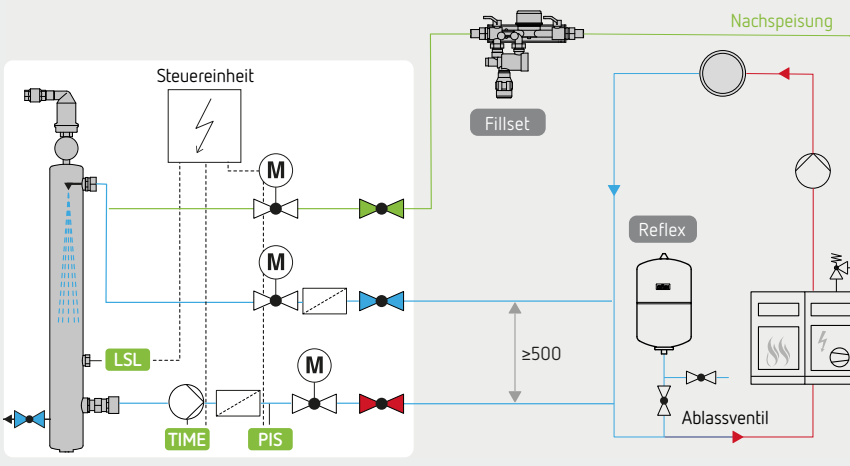 Nachspeisung
Steuereinheit
Fillset
M
Reflex
M
LSL
≥500
M
Ablassventil
TIME
PIS